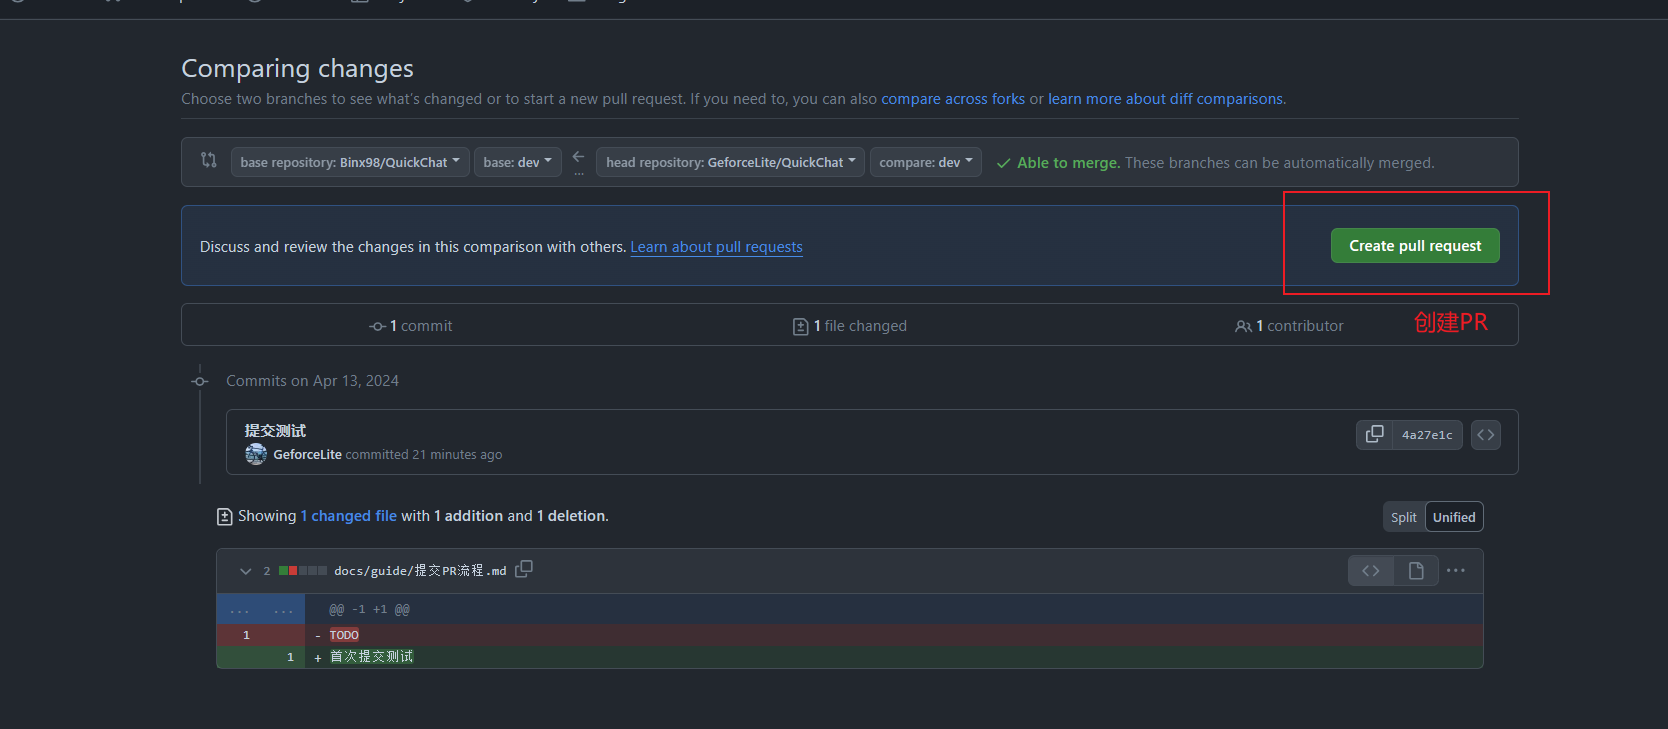 Comparing changes
Choose two branches to see what's changed or to start a new pull request. If you need to, you can also compare across forks or learn more about diff comparisons.
base repository: Binx98/QuickChat base: dev ... head repository: GeforceLite/QuickChat compare: dev Able to merge. These branches can be automatically merged.
Discuss and review the changes in this comparison with others. Learn about pull requests Create pull request
1 commit 1 file changed 1 contributor 创建PR
Commits on Apr 13, 2024
提交测试
GeforceLite committed 21 minutes ago 4a27e1c
Showing 1 changed file with 1 addition and 1 deletion. Split Unified
2 docs/guide/提交PR流程.md
... ... @@ -1 +1 @@
1 - TODO
1 + 首次提交测试